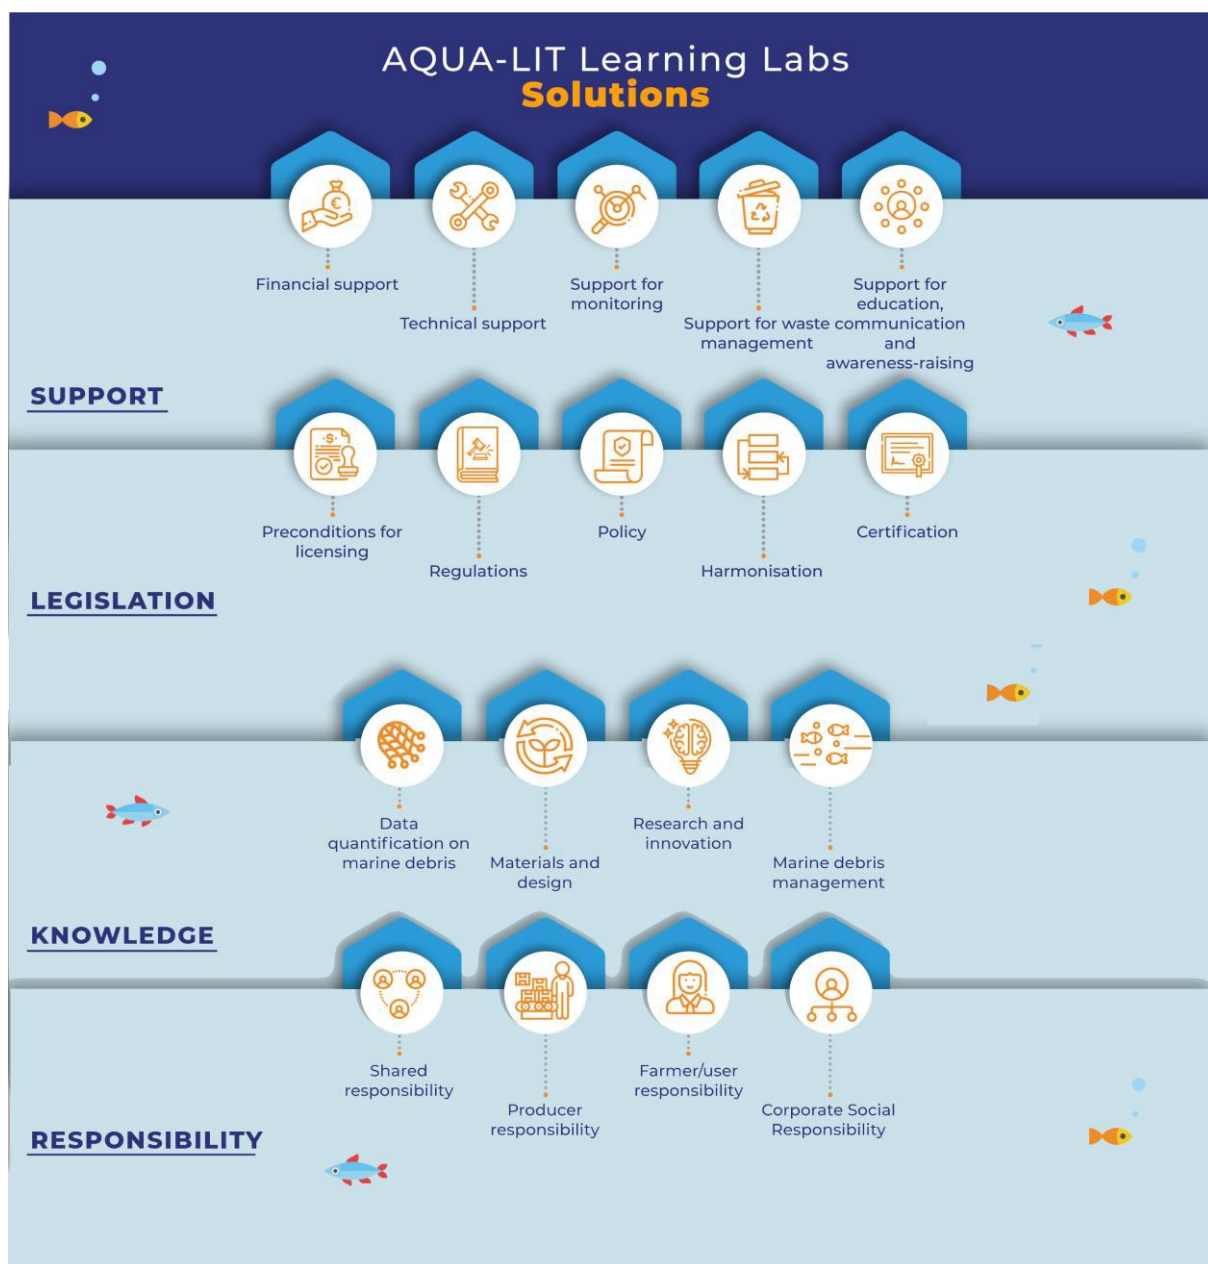 AQUA-LIT Learning Labs
Solutions
Financial support
Technical support
Support for
monitoring
Support for waste
management
Support for
education,
communication
and
awareness-raising
SUPPORT
Preconditions for
licensing
Regulations
Policy
Harmonisation
Certification
LEGISLATION
Data
quantification on
marine debris
Materials and
design
Research and
innovation
Marine debris
management
KNOWLEDGE
Shared
responsibility
Producer
responsibility
Farmer/user
responsibility
Corporate Social
Responsibility
RESPONSIBILITY